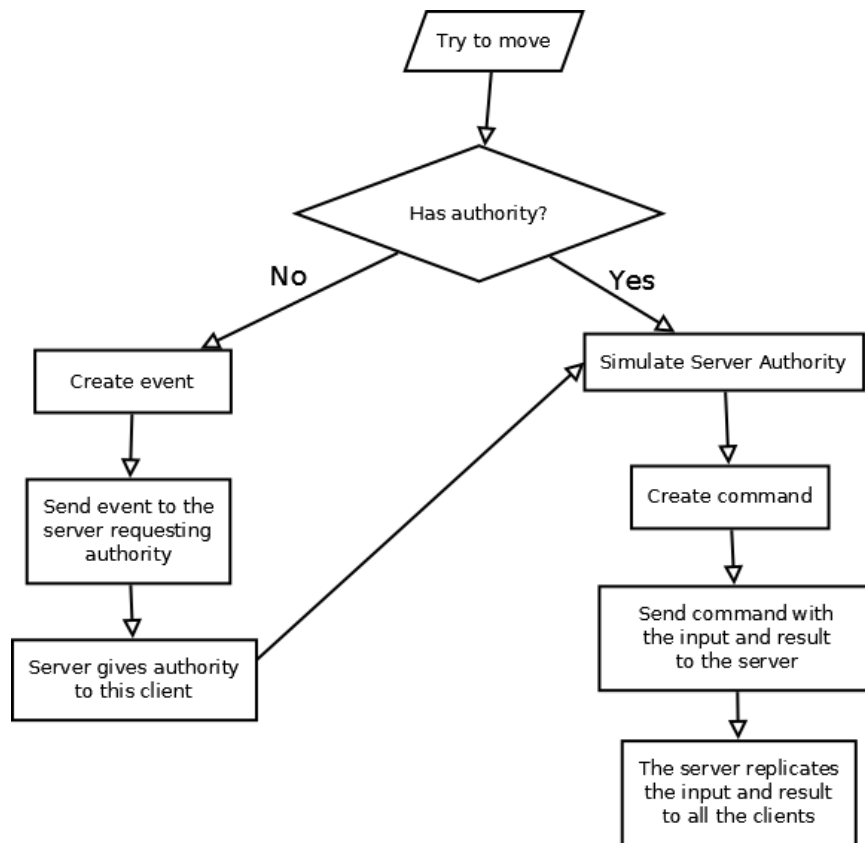 Try to move
Has authority?
No
Yes
Create event
Simulate Server Authority
Send event to the
server requesting
authority
Create command
Server gives authority
to this client
Send command with
the input and result
to the server
The server replicates
the input and result
to all the clients